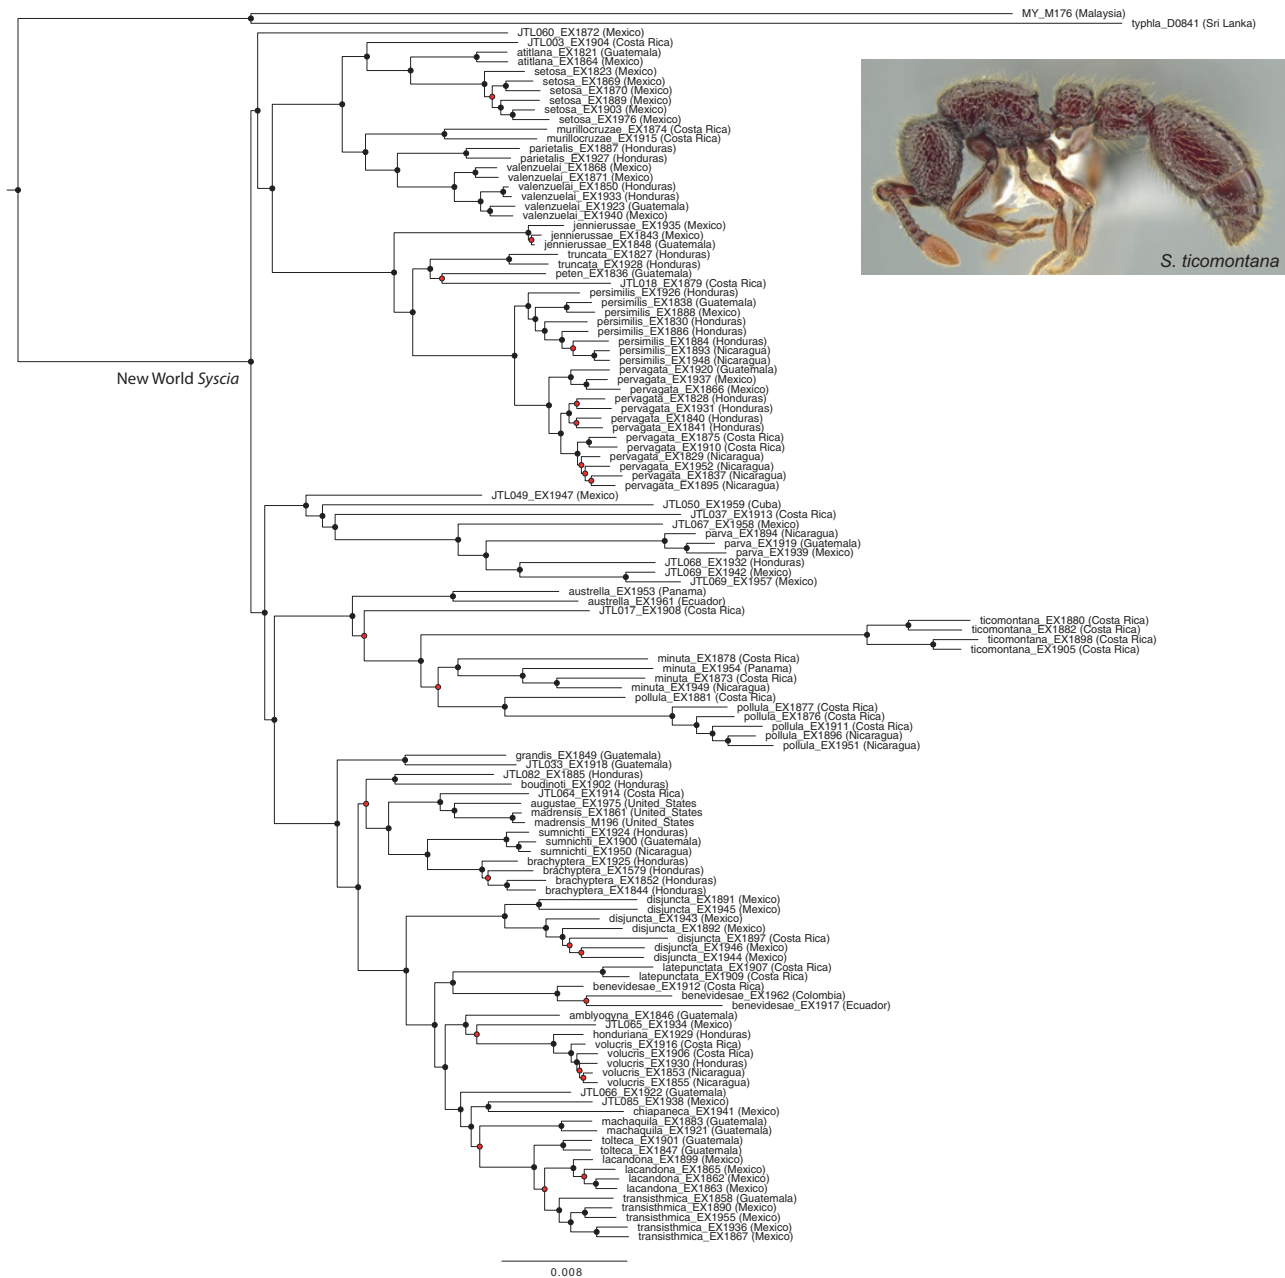 MY_M176 (Malaysia)
typhla_D0841 (Sri Lanka)
JTL060_EX1872 (Mexico)
JTL003_EX1904 (Costa Rica)
atitlana_EX1821 (Guatemala)
atitlana_EX1864 (Mexico)
setosa_EX1823 (Mexico)
setosa_EX1869 (Mexico)
setosa_EX1870 (Mexico)
setosa_EX1889 (Mexico)
setosa_EX1903 (Mexico)
setosa_EX1976 (Mexico)
murillocruzae_EX1874 (Costa Rica)
murillocruzae_EX1915 (Costa Rica)
parietalis_EX1887 (Honduras)
parietalis_EX1927 (Honduras)
valenzuelai_EX1868 (Mexico)
valenzuelai_EX1871 (Mexico)
valenzuelai_EX1850 (Honduras)
valenzuelai_EX1933 (Honduras)
valenzuelai_EX1923 (Guatemala)
valenzuelai_EX1940 (Mexico)
jennierussae_EX1935 (Mexico)
jennierussae_EX1843 (Mexico)
jennierussae_EX1848 (Guatemala)
truncata_EX1827 (Honduras)
truncata_EX1928 (Honduras)
peten_EX1836 (Guatemala)
JTL018_EX1879 (Costa Rica)
persimilis_EX1926 (Honduras)
persimilis_EX1838 (Guatemala)
persimilis_EX1888 (Mexico)
persimilis_EX1830 (Honduras)
persimilis_EX1886 (Honduras)
persimilis_EX1884 (Honduras)
persimilis_EX1893 (Nicaragua)
persimilis_EX1948 (Nicaragua)
pervagata_EX1920 (Guatemala)
pervagata_EX1937 (Mexico)
pervagata_EX1866 (Mexico)
pervagata_EX1828 (Honduras)
pervagata_EX1931 (Honduras)
pervagata_EX1840 (Honduras)
pervagata_EX1841 (Honduras)
pervagata_EX1875 (Costa Rica)
pervagata_EX1910 (Costa Rica)
pervagata_EX1829 (Nicaragua)
pervagata_EX1952 (Nicaragua)
pervagata_EX1837 (Nicaragua)
pervagata_EX1895 (Nicaragua)
S. ticomontana
New World Syscia
JTL049_EX1947 (Mexico)
JTL050_EX1959 (Cuba)
JTL037_EX1913 (Costa Rica)
JTL067_EX1958 (Mexico)
parva_EX1894 (Nicaragua)
parva_EX1919 (Guatemala)
parva_EX1939 (Mexico)
JTL068_EX1932 (Honduras)
JTL069_EX1942 (Mexico)
JTL069_EX1957 (Mexico)
austrella_EX1953 (Panama)
austrella_EX1961 (Ecuador)
JTL017_EX1908 (Costa Rica)
ticomontana_EX1880 (Costa Rica)
ticomontana_EX1882 (Costa Rica)
ticomontana_EX1898 (Costa Rica)
ticomontana_EX1905 (Costa Rica)
minuta_EX1878 (Costa Rica)
minuta_EX1954 (Panama)
minuta_EX1873 (Costa Rica)
minuta_EX1949 (Nicaragua)
pollula_EX1881 (Costa Rica)
pollula_EX1877 (Costa Rica)
pollula_EX1876 (Costa Rica)
pollula_EX1911 (Costa Rica)
pollula_EX1896 (Nicaragua)
pollula_EX1951 (Nicaragua)
grandis_EX1849 (Guatemala)
JTL033_EX1918 (Guatemala)
JTL082_EX1885 (Honduras)
boudinoti_EX1902 (Honduras)
JTL064_EX1914 (Costa Rica)
augustae_EX1975 (United_States
madrensis_EX1861 (United_States
madrensis_M196 (United_States
sumnichti_EX1924 (Honduras)
sumnichti_EX1900 (Guatemala)
sumnichti_EX1950 (Nicaragua)
brachyptera_EX1925 (Honduras)
brachyptera_EX1579 (Honduras)
brachyptera_EX1852 (Honduras)
brachyptera_EX1844 (Honduras)
disjuncta_EX1891 (Mexico)
disjuncta_EX1945 (Mexico)
disjuncta_EX1943 (Mexico)
disjuncta_EX1892 (Mexico)
disjuncta_EX1897 (Costa Rica)
disjuncta_EX1946 (Mexico)
disjuncta_EX1944 (Mexico)
latepunctata_EX1907 (Costa Rica)
latepunctata_EX1909 (Costa Rica)
benevidesae_EX1912 (Costa Rica)
benevidesae_EX1962 (Colombia)
benevidesae_EX1917 (Ecuador)
amblyogyna_EX1846 (Guatemala)
JTL065_EX1934 (Mexico)
honduriana_EX1929 (Honduras)
volucris_EX1916 (Costa Rica)
volucris_EX1906 (Costa Rica)
volucris_EX1930 (Honduras)
volucris_EX1853 (Nicaragua)
volucris_EX1855 (Nicaragua)
JTL066_EX1922 (Guatemala)
JTL085_EX1938 (Mexico)
chiapaneca_EX1941 (Mexico)
machaquila_EX1883 (Guatemala)
machaquila_EX1921 (Guatemala)
tolteca_EX1901 (Guatemala)
tolteca_EX1847 (Guatemala)
lacandona_EX1899 (Mexico)
lacandona_EX1865 (Mexico)
lacandona_EX1862 (Mexico)
lacandona_EX1863 (Mexico)
transisthmica_EX1858 (Guatemala)
transisthmica_EX1890 (Mexico)
transisthmica_EX1955 (Mexico)
transisthmica_EX1936 (Mexico)
transisthmica_EX1867 (Mexico)
0.008